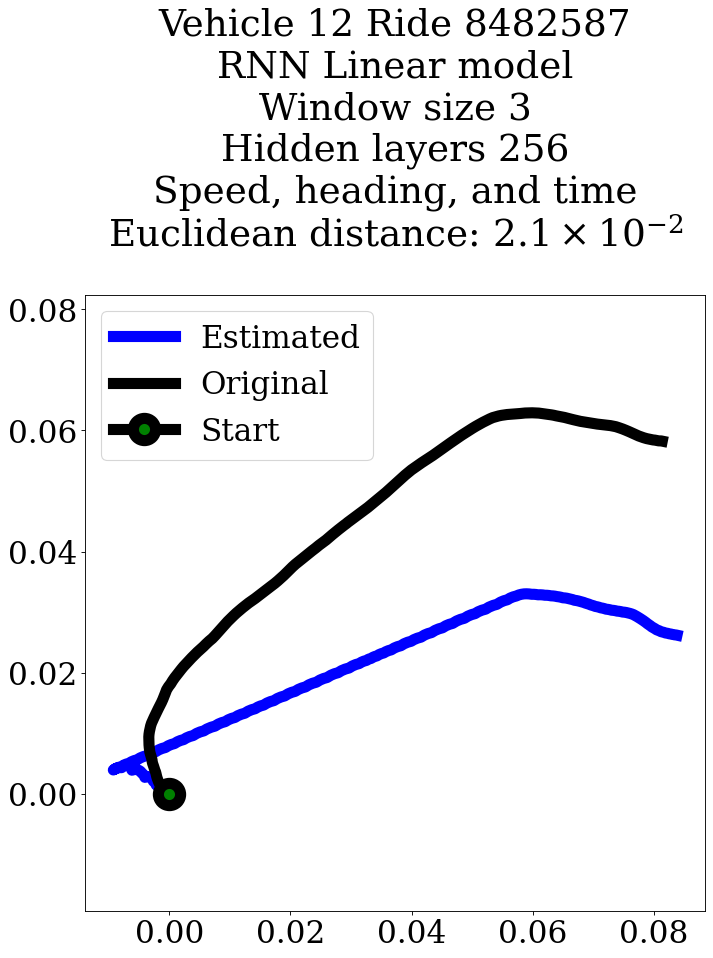 Vehicle 12 Ride 8482587
RNN Linear model
Window size 3
Hidden layers 256
Speed, heading, and time
Euclidean distance: 2.1 × 10⁻²
Estimated
Original
Start
0.08
0.06
0.04
0.02
0.00
0.00 0.02 0.04 0.06 0.08